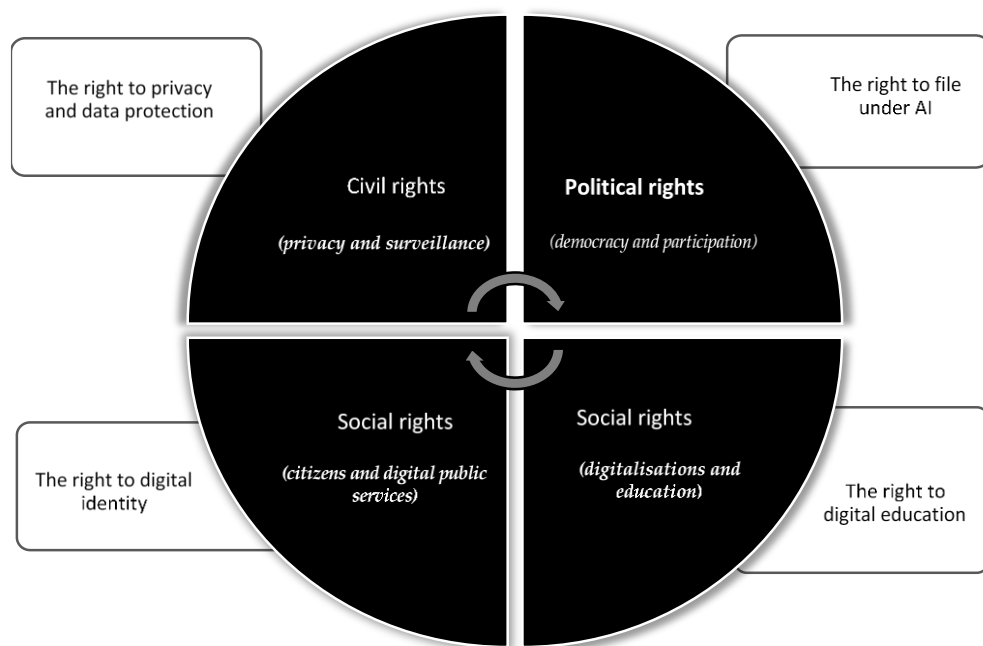 The right to privacy
and data protection
The right to file
under AI
Civil rights
(privacy and surveillance)
Political rights
(democracy and participation)
Social rights
(citizens and digital public
services)
Social rights
(digitalisations and
education)
The right to digital
identity
The right to
digital education